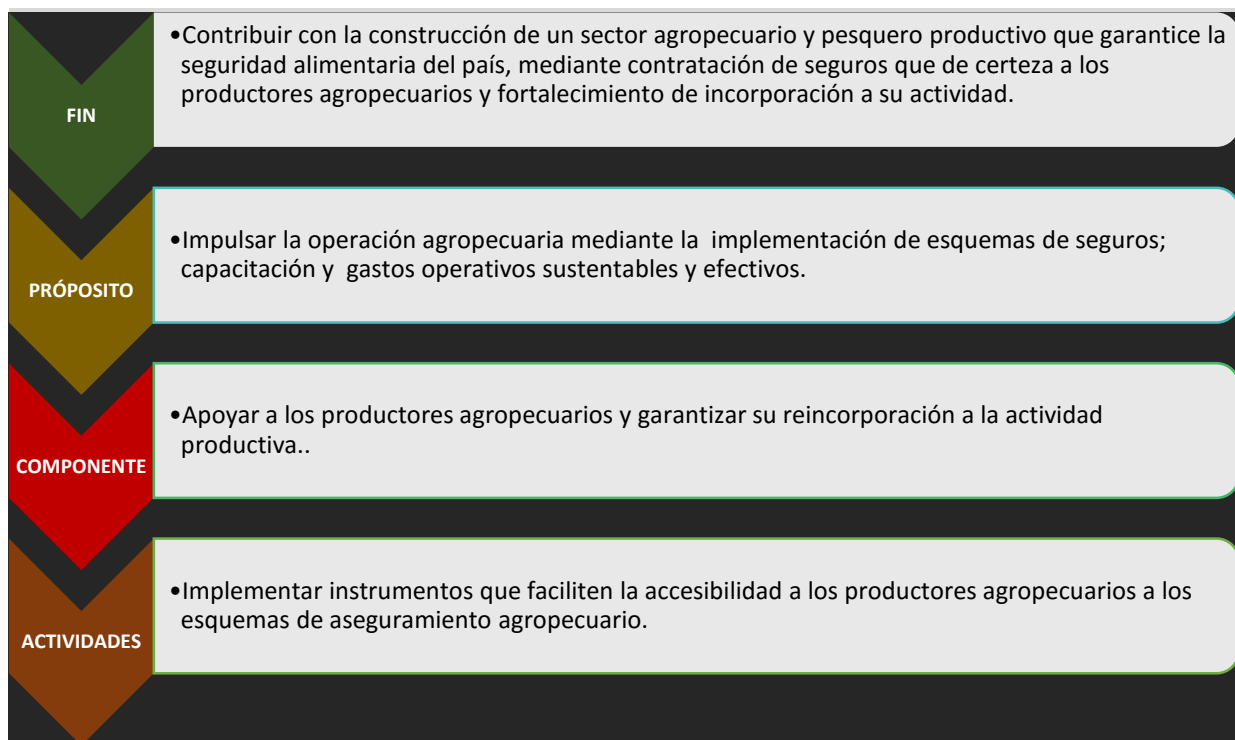 FIN
•Contribuir con la construcción de un sector agropecuario y pesquero productivo que garantice la
seguridad alimentaria del país, mediante contratación de seguros que de certeza a los
productores agropecuarios y fortalecimiento de incorporación a su actividad.
PRÓPOSITO
•Impulsar la operación agropecuaria mediante la  implementación de esquemas de seguros;
capacitación y  gastos operativos sustentables y efectivos.
COMPONENTE
•Apoyar a los productores agropecuarios y garantizar su reincorporación a la actividad
productiva..
ACTIVIDADES
•Implementar instrumentos que faciliten la accesibilidad a los productores agropecuarios a los
esquemas de aseguramiento agropecuario.